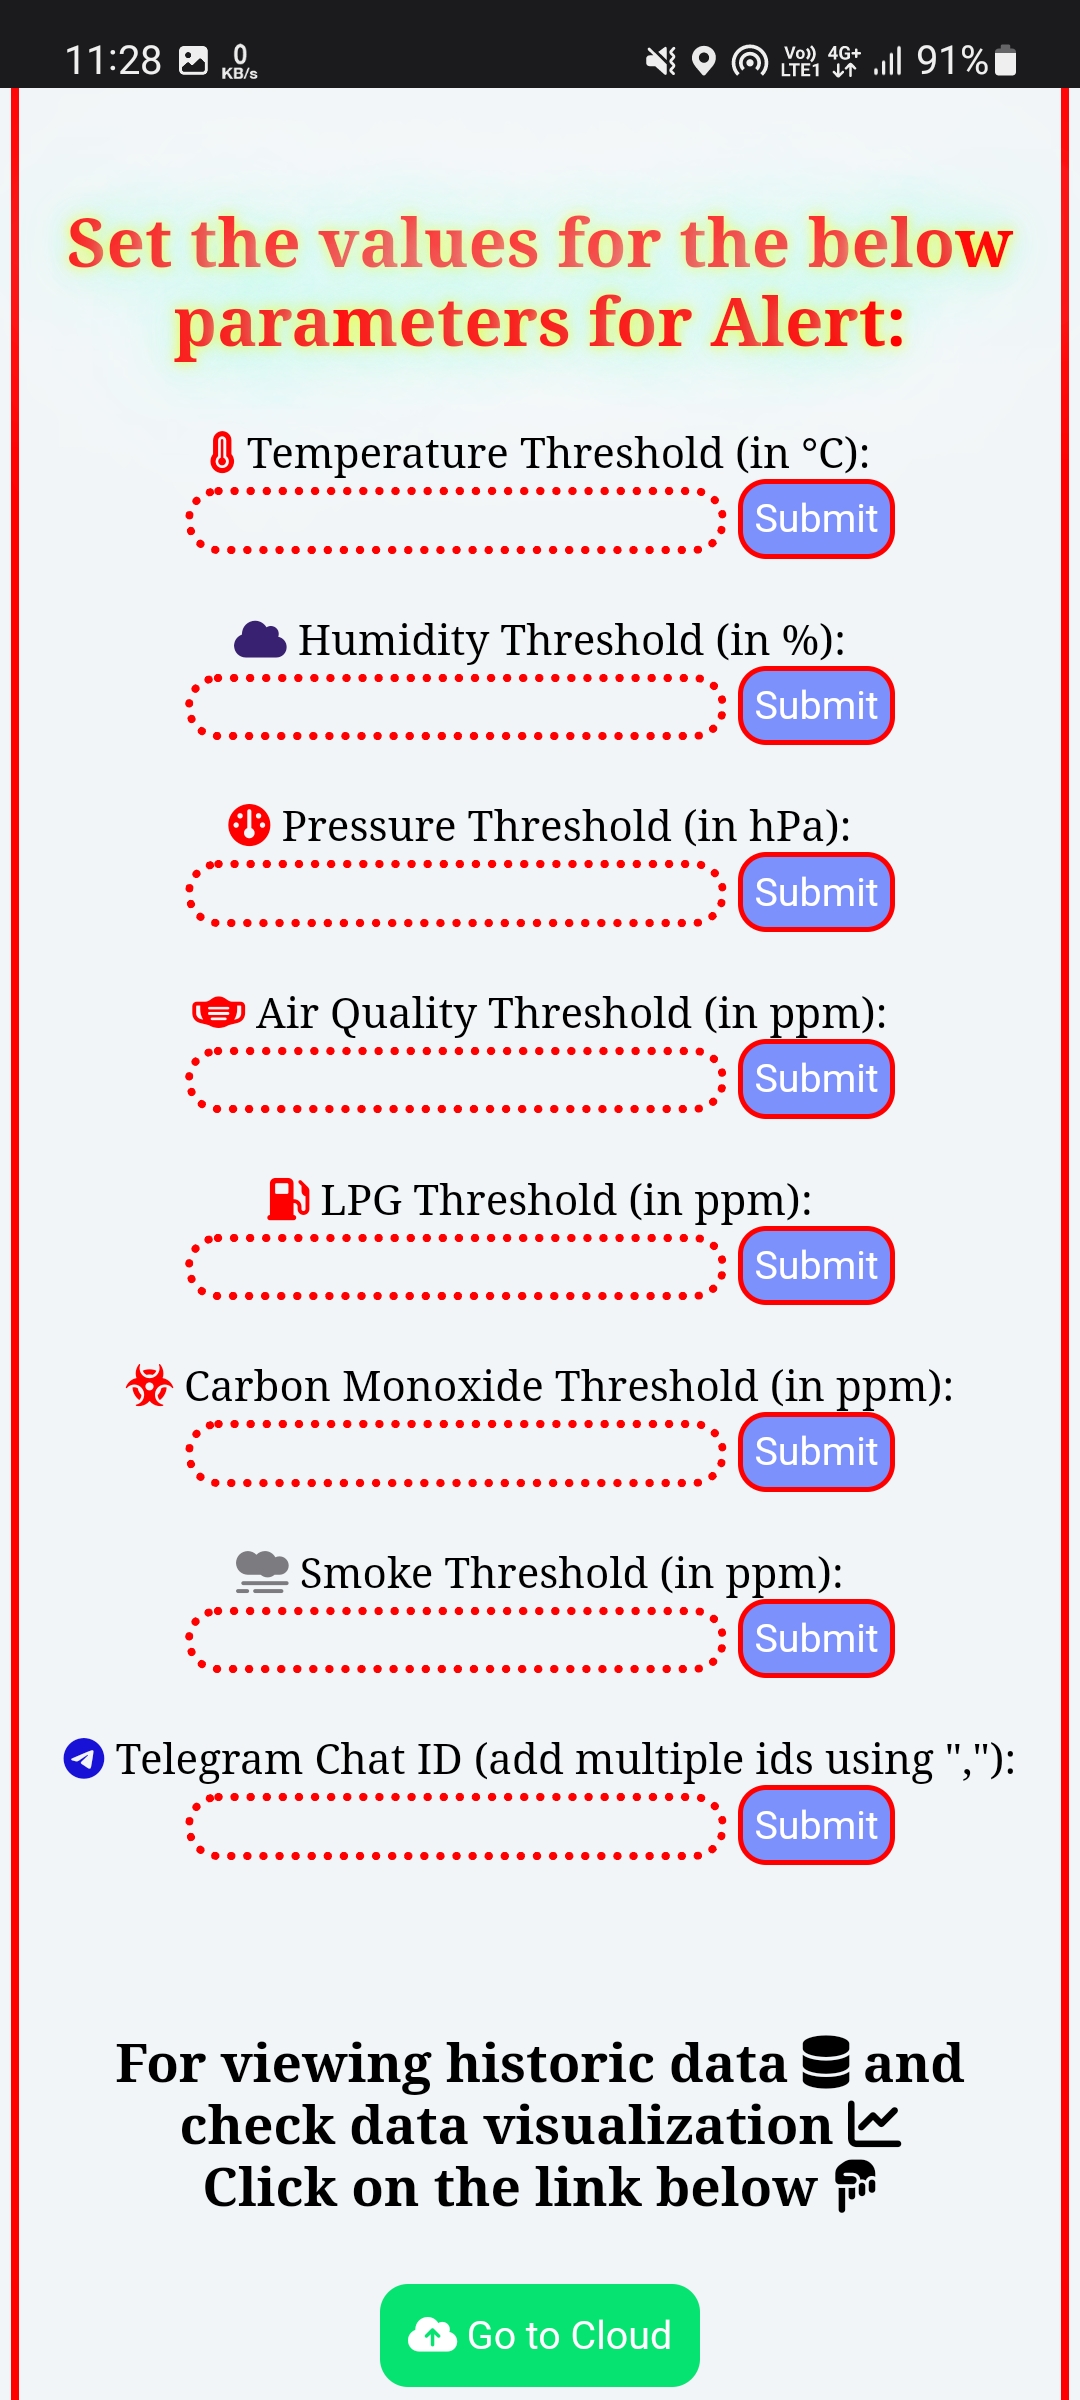 11:28 0 KB/s Vo)) LTE1 4G+ 91%
Set the values for the below
parameters for Alert:
Temperature Threshold (in °C):
Submit
Humidity Threshold (in %):
Submit
Pressure Threshold (in hPa):
Submit
Air Quality Threshold (in ppm):
Submit
LPG Threshold (in ppm):
Submit
Carbon Monoxide Threshold (in ppm):
Submit
Smoke Threshold (in ppm):
Submit
Telegram Chat ID (add multiple ids using ","):
Submit
For viewing historic data and
check data visualization
Click on the link below
Go to Cloud